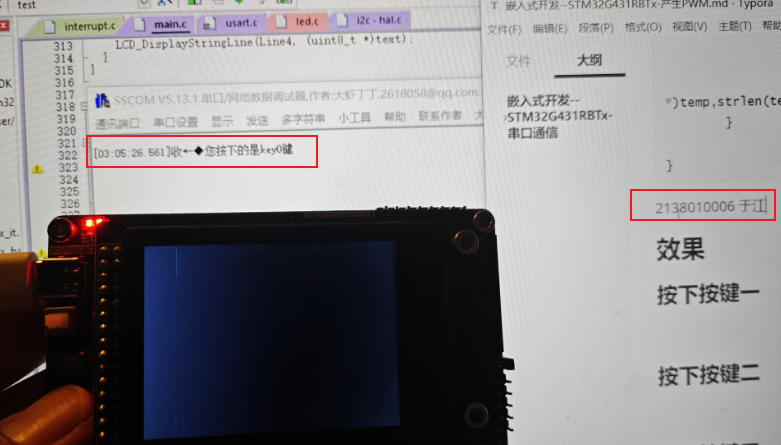 test
interrupt.c
main.c
usart.c
led.c
i2c - hal.c
313
LCD_DisplayStringLine(Line4, (uint8_t *)text);
314
}
315
}
316
317
318
319
320
321
322
323
324
325
326
327
SSCOM V5.13.1 串口/网络数据调试器,作者:大虾丁丁,2618058@qq.com.
通讯端口 串口设置 显示 发送 多字符串 小工具 帮助 联系作者 大
[03:05:26.561]收←◆您按下的是key0键
嵌入式开发--STM32G431RBTx-产生PWM.md - Typora
文件(F) 编辑(E) 段落(P) 格式(O) 视图(V) 主题(T) 帮助
文件
大纲
嵌入式开发--
STM32G431RBTx-
串口通信
*)temp,strlen(te
}
}
2138010006 于江
效果
按下按键一
按下按键二